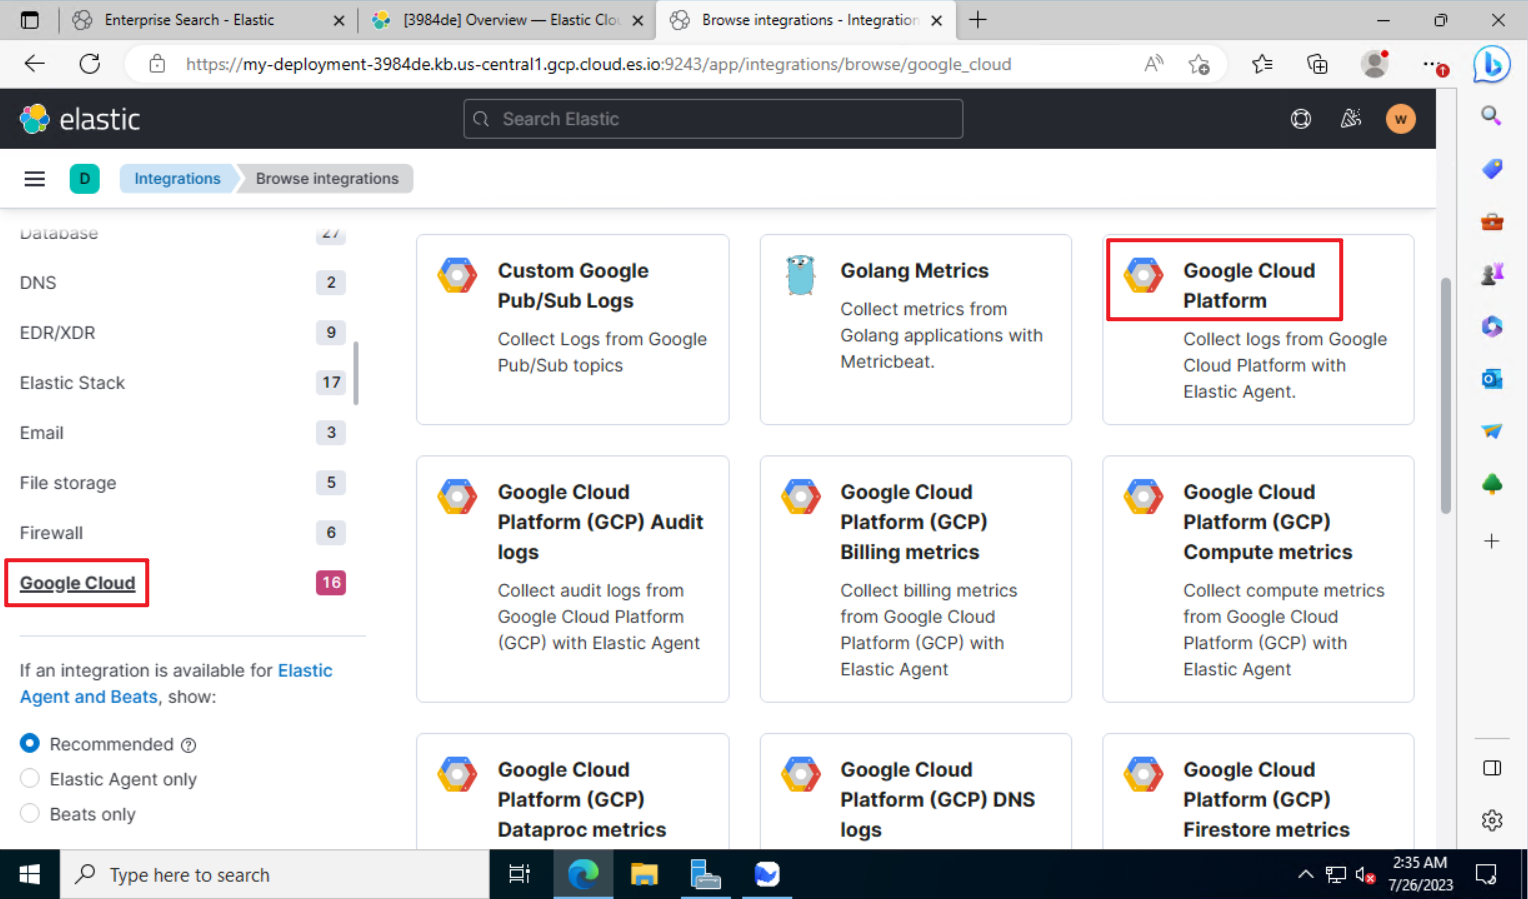 Enterprise Search - Elastic
[3984de] Overview — Elastic Clou
Browse integrations - Integration
https://my-deployment-3984de.kb.us-central1.gcp.cloud.es.io:9243/app/integrations/browse/google_cloud
elastic
Search Elastic
W
D
Integrations
Browse integrations
Database 27
DNS 2
EDR/XDR 9
Elastic Stack 17
Email 3
File storage 5
Firewall 6
Google Cloud 16
If an integration is available for Elastic
Agent and Beats, show:
Recommended
Elastic Agent only
Beats only
Custom Google
Pub/Sub Logs
Collect Logs from Google
Pub/Sub topics
Golang Metrics
Collect metrics from
Golang applications with
Metricbeat.
Google Cloud
Platform
Collect logs from Google
Cloud Platform with
Elastic Agent.
Google Cloud
Platform (GCP) Audit
logs
Collect audit logs from
Google Cloud Platform
(GCP) with Elastic Agent
Google Cloud
Platform (GCP)
Billing metrics
Collect billing metrics
from Google Cloud
Platform (GCP) with
Elastic Agent
Google Cloud
Platform (GCP)
Compute metrics
Collect compute metrics
from Google Cloud
Platform (GCP) with
Elastic Agent
Google Cloud
Platform (GCP)
Dataproc metrics
Google Cloud
Platform (GCP) DNS
logs
Google Cloud
Platform (GCP)
Firestore metrics
Type here to search
2:35 AM
7/26/2023